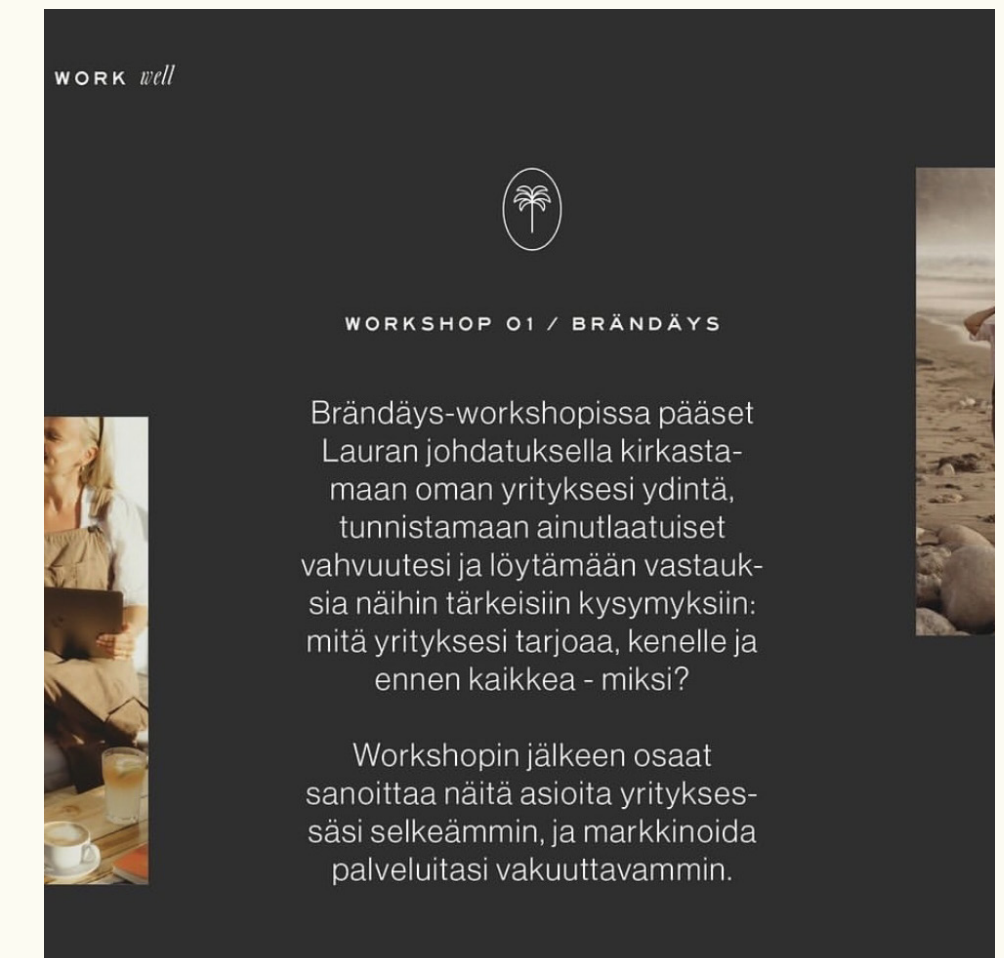 WORK well
WORKSHOP 01 / BRÄNDÄYS
Brändäys-workshopissa pääset
Lauran johdatuksella kirkasta-
maan oman yrityksesi ydintä,
tunnistamaan ainutlaatuiset
vahvuutesi ja löytämään vastauk-
sia näihin tärkeisiin kysymyksiin:
mitä yrityksesi tarjoaa, kenelle ja
ennen kaikkea - miksi?
Workshopin jälkeen osaat
sanoittaa näitä asioita yritykses-
säsi selkeämmin, ja markkinoida
palveluitasi vakuuttavammin.